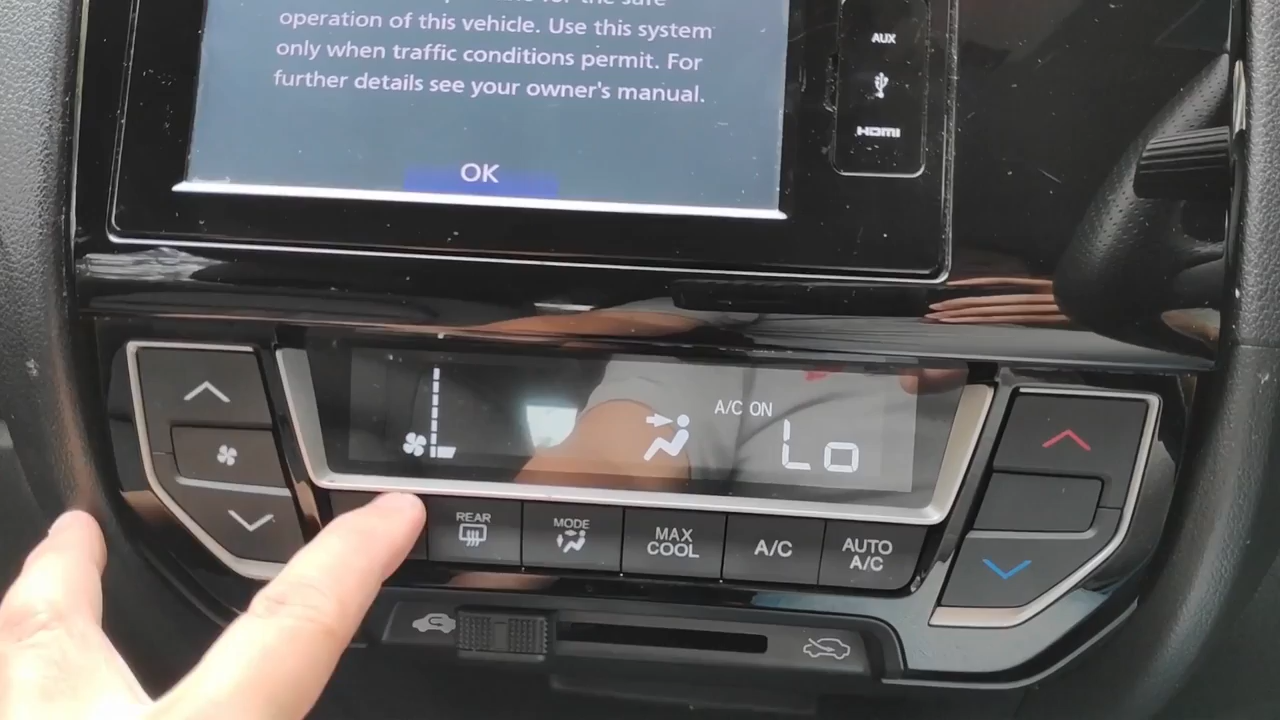 operation of this vehicle. Use this system
only when traffic conditions permit. For
further details see your owner's manual.
OK
AUX
HDMI
A/C ON
Lo
REAR
MODE
MAX
COOL
A/C
AUTO
A/C